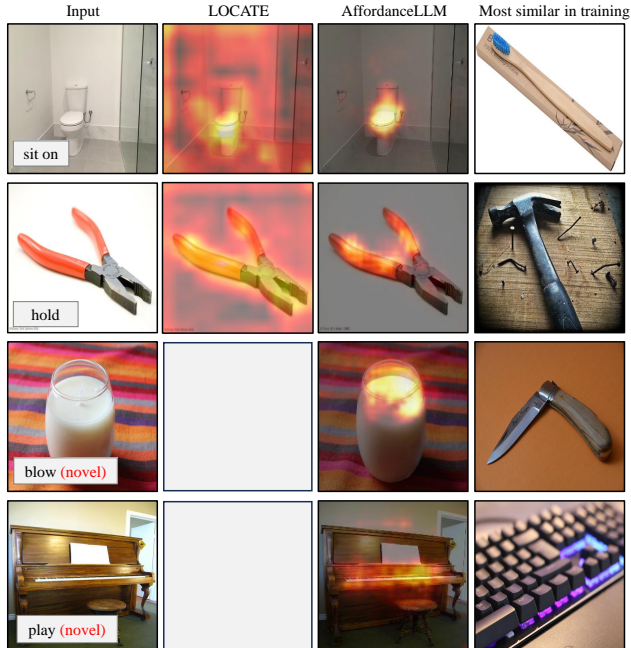 Input LOCATE AffordanceLLM Most similar in training
sit on
hold
blow (novel)
play (novel)